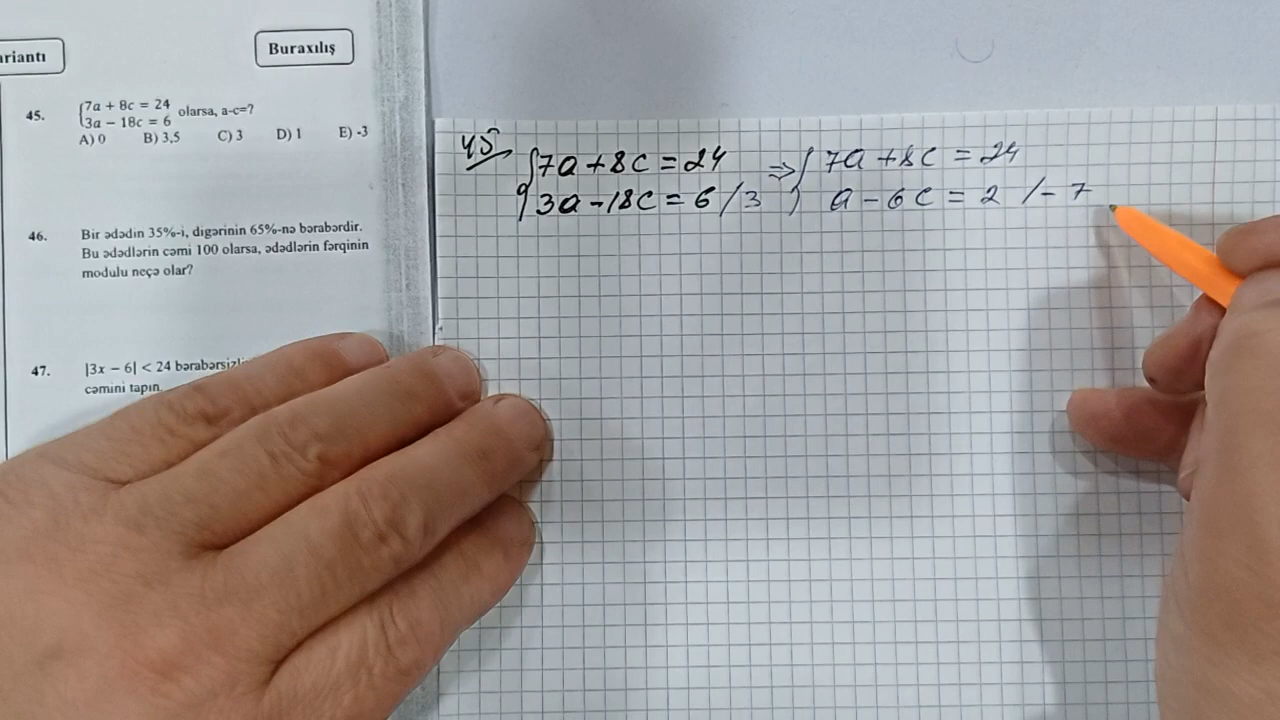 ariantı
Buraxılış
45. {7a + 8c = 24
3a − 18c = 6 olarsa, a-c=?
A) 0 B) 3,5 C) 3 D) 1 E) -3
46. Bir ədədin 35%-i, digərinin 65%-nə bərabərdir.
Bu ədədlərin cəmi 100 olarsa, ədədlərin fərqinin
modulu neçə olar?
47. |3x − 6| < 24
cəmini tapın
45
{7a + 8c = 24 ⇒ {7a + 8c = 24
3a - 18c = 6 /3 a - 6c = 2 /-7